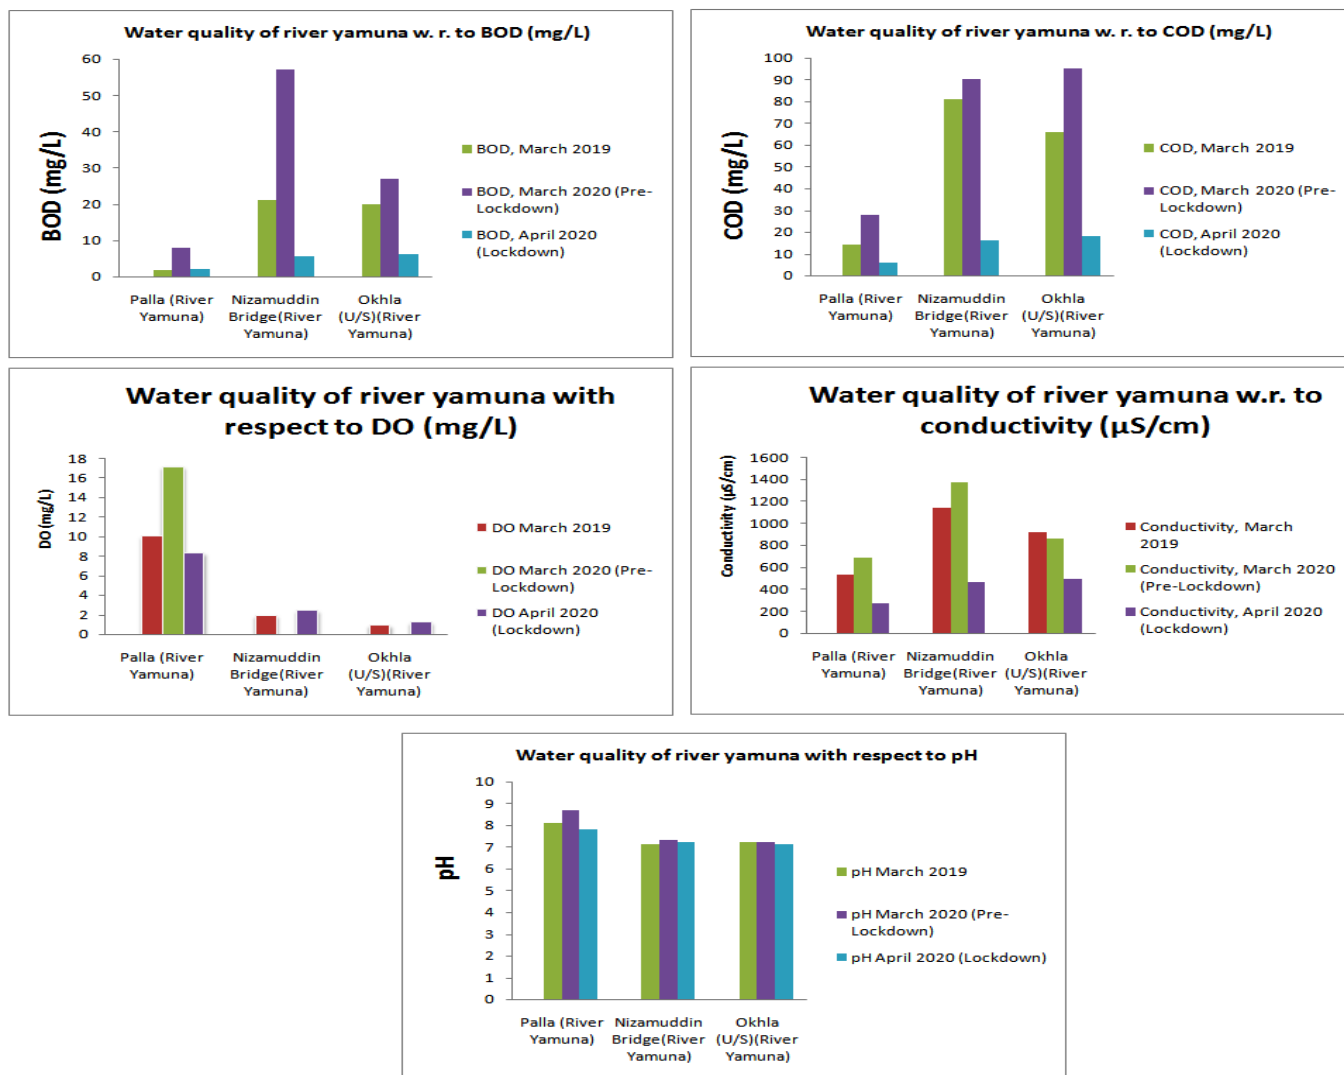 Water quality of river yamuna w. r. to BOD (mg/L)
BOD (mg/L)
60
50
40
30
20
10
0
Palla (River
Yamuna)
Nizamuddin
Bridge(River
Yamuna)
Okhla
(U/S)(River
Yamuna)
BOD, March 2019
BOD, March 2020 (Pre-
Lockdown)
BOD, April 2020
(Lockdown)
Water quality of river yamuna w. r. to COD (mg/L)
COD (mg/L)
100
90
80
70
60
50
40
30
20
10
0
Palla (River
Yamuna)
Nizamuddin
Bridge(River
Yamuna)
Okhla
(U/S)(River
Yamuna)
COD, March 2019
COD, March 2020 (Pre-
Lockdown)
COD, April 2020
(Lockdown)
Water quality of river yamuna with
respect to DO (mg/L)
DO (mg/L)
18
16
14
12
10
8
6
4
2
0
Palla (River
Yamuna)
Nizamuddin
Bridge(River
Yamuna)
Okhla
(U/S)(River
Yamuna)
DO March 2019
DO March 2020 (Pre-
Lockdown)
DO April 2020
(Lockdown)
Water quality of river yamuna w.r. to
conductivity (µS/cm)
Conductivity (µS/cm)
1600
1400
1200
1000
800
600
400
200
0
Palla (River
Yamuna)
Nizamuddin
Bridge(River
Yamuna)
Okhla
(U/S)(River
Yamuna)
Conductivity, March
2019
Conductivity, March 2020
(Pre-Lockdown)
Conductivity, April 2020
(Lockdown)
Water quality of river yamuna with respect to pH
pH
10
9
8
7
6
5
4
3
2
1
0
Palla (River
Yamuna)
Nizamuddin
Bridge(River
Yamuna)
Okhla
(U/S)(River
Yamuna)
pH March 2019
pH March 2020 (Pre-
Lockdown)
pH April 2020 (Lockdown)